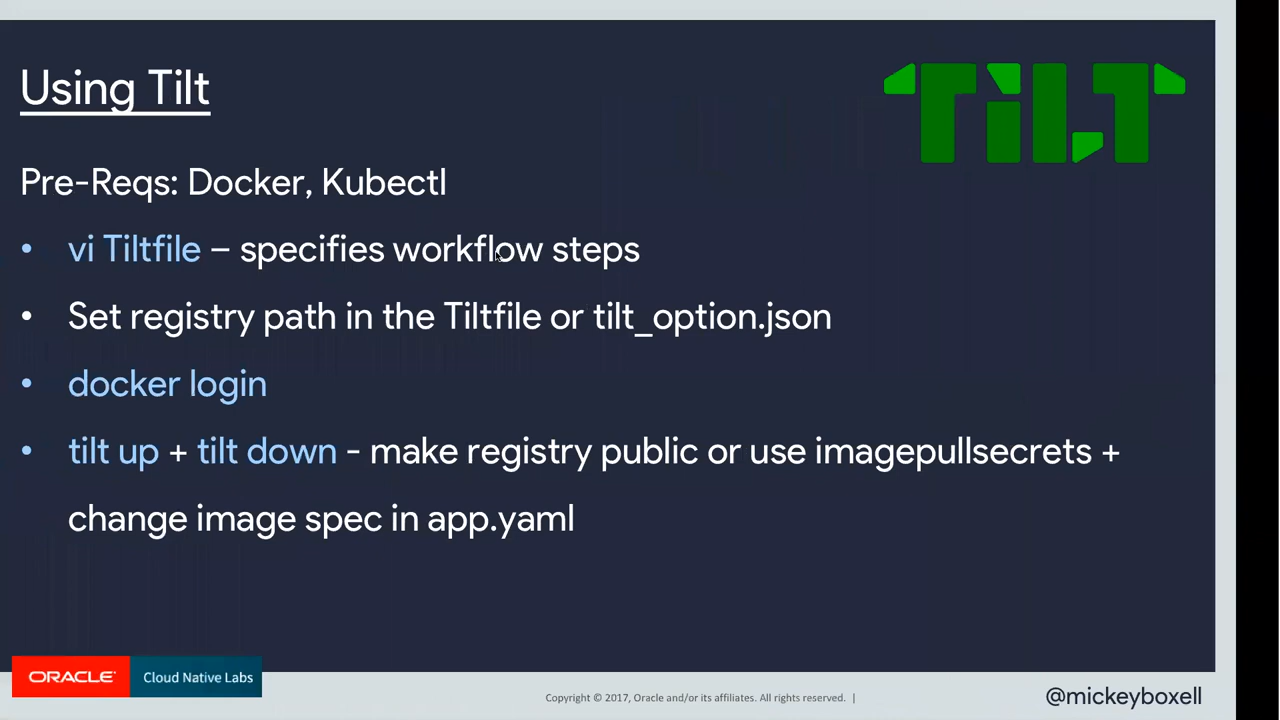 Using Tilt
TiLT
Pre-Reqs: Docker, Kubectl
• vi Tiltfile – specifies workflow steps
• Set registry path in the Tiltfile or tilt_option.json
• docker login
• tilt up + tilt down - make registry public or use imagepullsecrets +
change image spec in app.yaml
ORACLE® Cloud Native Labs
Copyright © 2017, Oracle and/or its affiliates. All rights reserved. |
@mickeyboxell